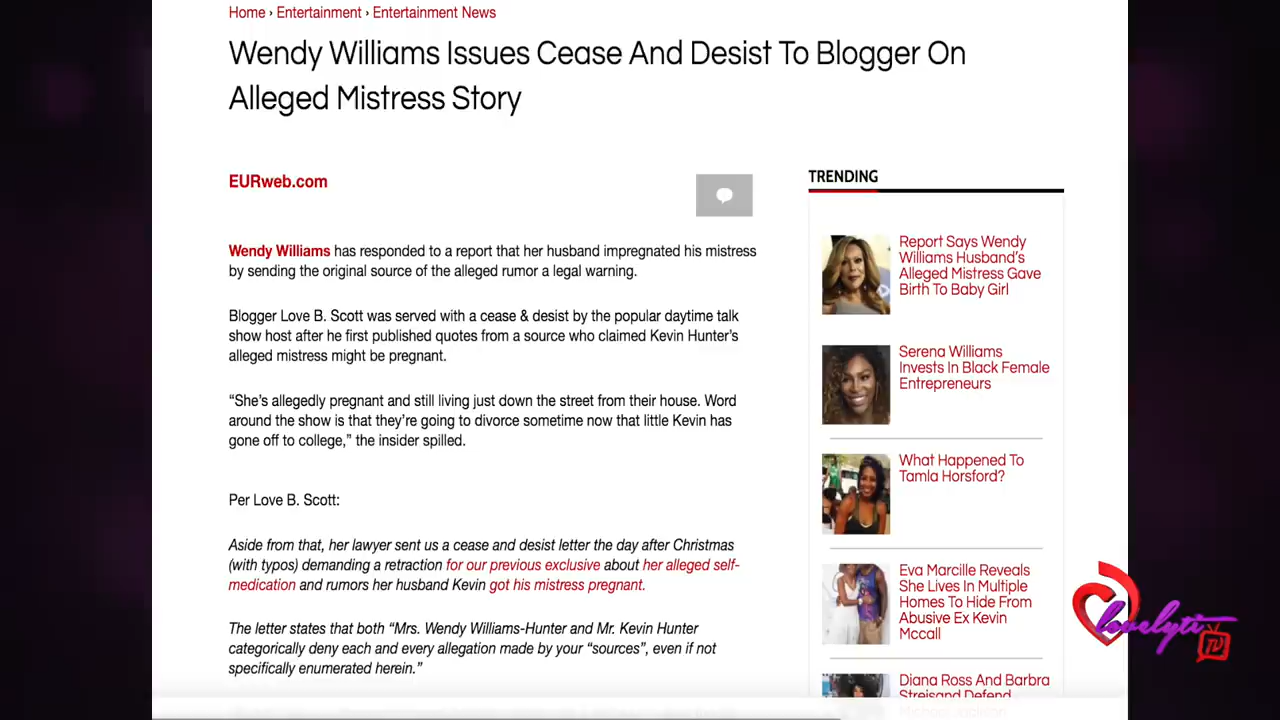 Home › Entertainment › Entertainment News
Wendy Williams Issues Cease And Desist To Blogger On
Alleged Mistress Story
EURweb.com
Wendy Williams has responded to a report that her husband impregnated his mistress
by sending the original source of the alleged rumor a legal warning.
Blogger Love B. Scott was served with a cease & desist by the popular daytime talk
show host after he first published quotes from a source who claimed Kevin Hunter’s
alleged mistress might be pregnant.
“She’s allegedly pregnant and still living just down the street from their house. Word
around the show is that they’re going to divorce sometime now that little Kevin has
gone off to college,” the insider spilled.
Per Love B. Scott:
Aside from that, her lawyer sent us a cease and desist letter the day after Christmas
(with typos) demanding a retraction for our previous exclusive about her alleged self-
medication and rumors her husband Kevin got his mistress pregnant.
The letter states that both “Mrs. Wendy Williams-Hunter and Mr. Kevin Hunter
categorically deny each and every allegation made by your “sources”, even if not
specifically enumerated herein.”
TRENDING
Report Says Wendy
Williams Husband’s
Alleged Mistress Gave
Birth To Baby Girl
Serena Williams
Invests In Black Female
Entrepreneurs
What Happened To
Tamla Horsford?
Eva Marcille Reveals
She Lives In Multiple
Homes To Hide From
Abusive Ex Kevin
Mccall
Diana Ross And Barbra
Streisand Defend
lovelyti
TV